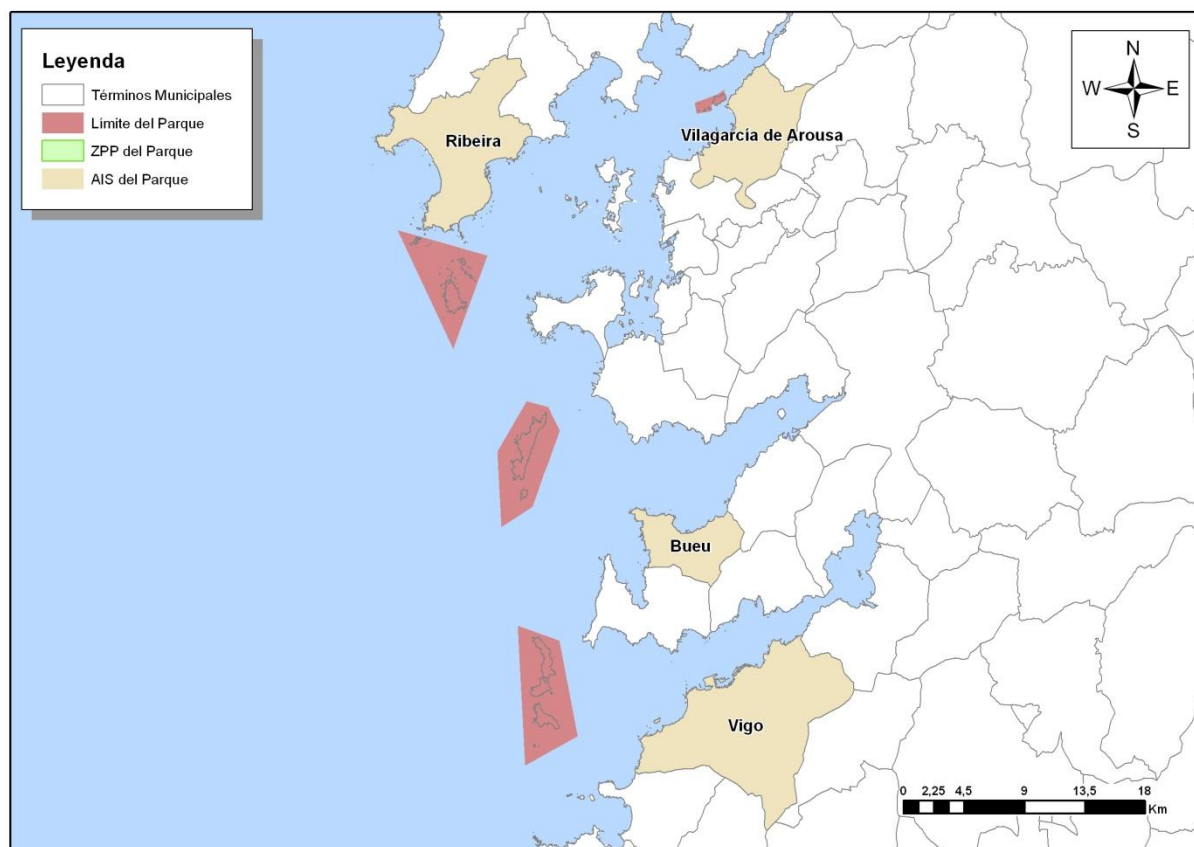 Leyenda
Términos Municipales
Límite del Parque
ZPP del Parque
AIS del Parque
N
W E
S
Ribeira
Vilagarcía de Arousa
Bueu
Vigo
0 2,25 4,5 9 13,5 18
Km